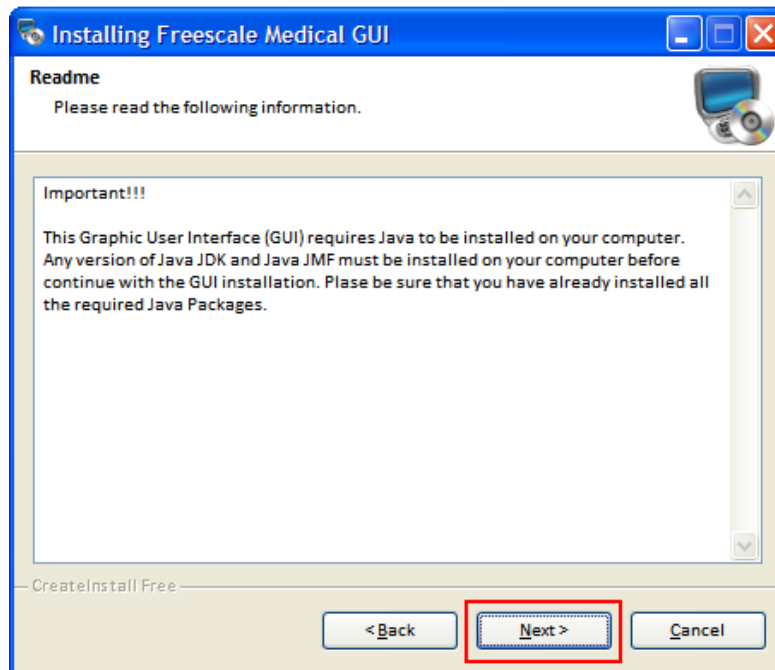 Installing Freescale Medical GUI
Readme
Please read the following information.
Important!!!
This Graphic User Interface (GUI) requires Java to be installed on your computer.
Any version of Java JDK and Java JMF must be installed on your computer before
continue with the GUI installation. Plase be sure that you have already installed all
the required Java Packages.
CreateInstall Free
< Back
Next >
Cancel